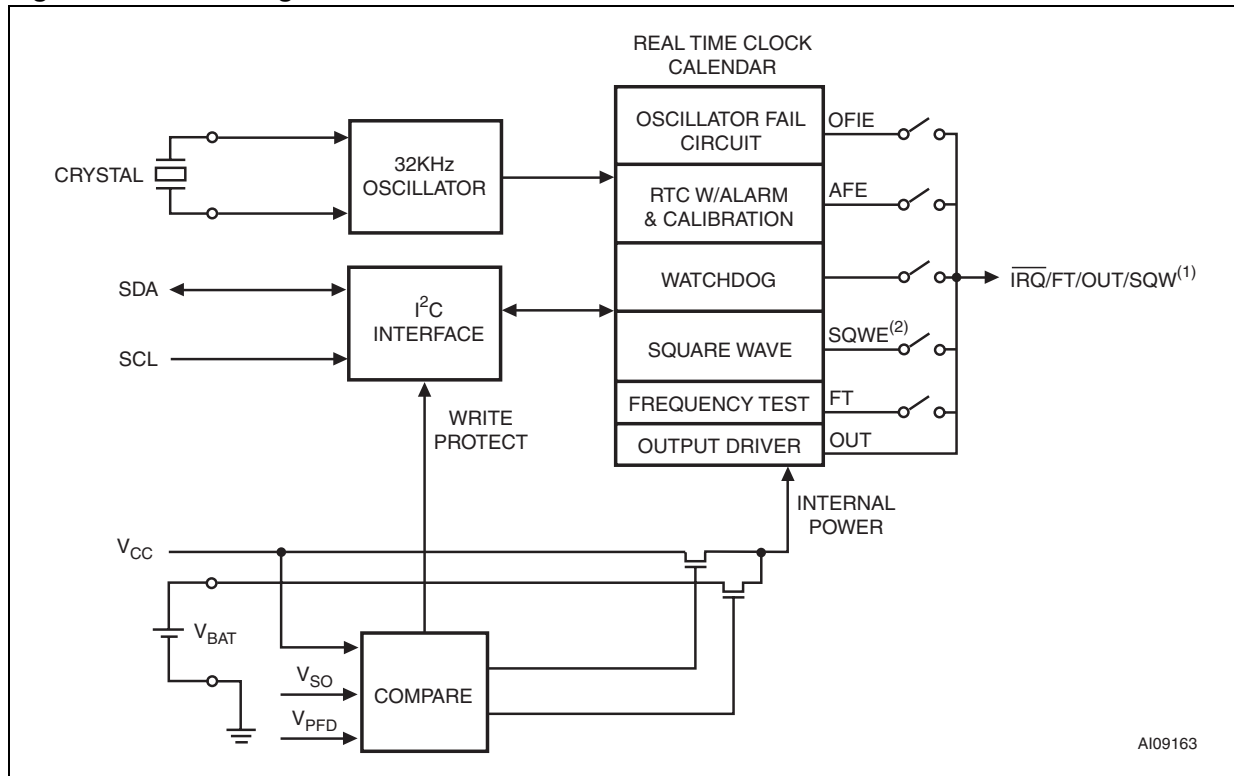 REAL TIME CLOCK
CALENDAR
OSCILLATOR FAIL
CIRCUIT
OFIE
CRYSTAL
32KHz
OSCILLATOR
RTC W/ALARM
& CALIBRATION
AFE
SDA
SCL
I²C
INTERFACE
WATCHDOG
IRQ/FT/OUT/SQW(1)
SQUARE WAVE
SQWE(2)
FREQUENCY TEST
FT
OUTPUT DRIVER
OUT
WRITE
PROTECT
INTERNAL
POWER
VCC
VBAT
VSO
VPFD
COMPARE
AI09163